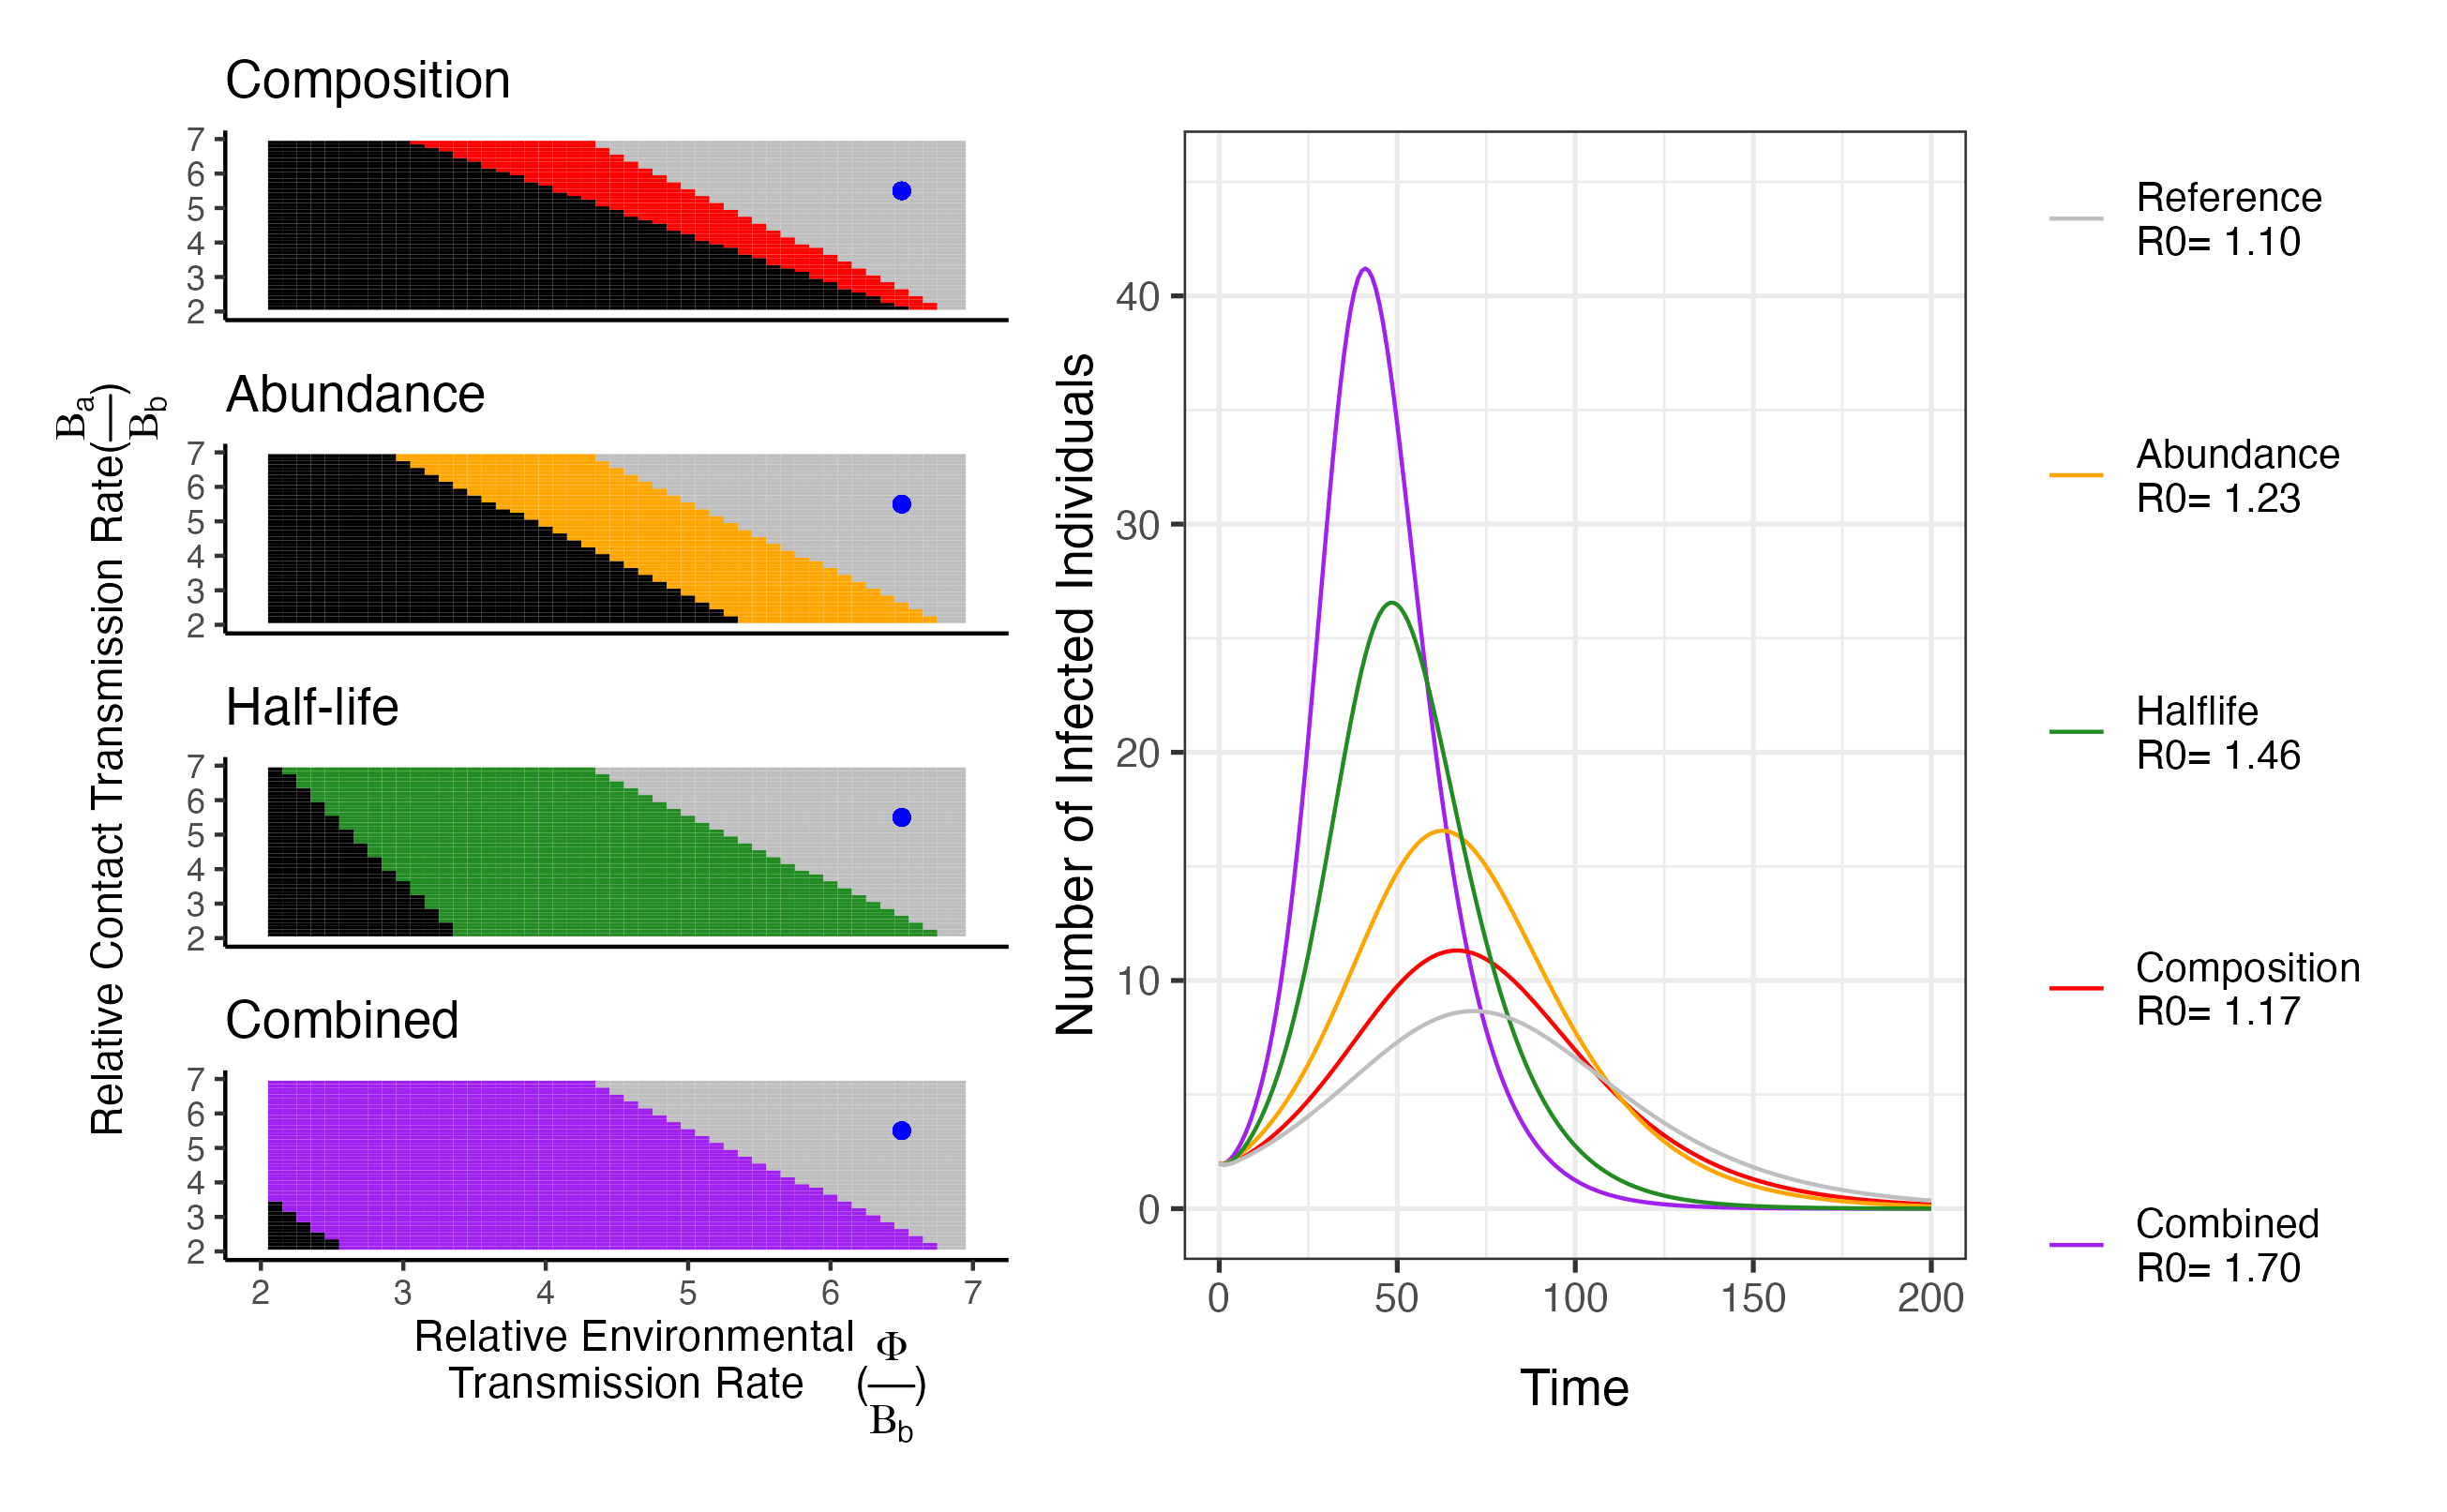 Composition
7
6
5
4
3
2
Abundance
7
6
5
4
3
2
Half-life
7
6
5
4
3
2
Combined
7
6
5
4
3
2
2 3 4 5 6 7
Relative Contact Transmission Rate(Ba/Bb)
Relative Environmental
Transmission Rate (Φ/Bb)
Number of Infected Individuals
40
30
20
10
0
0 50 100 150 200
Time
Reference
R0= 1.10
Abundance
R0= 1.23
Halflife
R0= 1.46
Composition
R0= 1.17
Combined
R0= 1.70